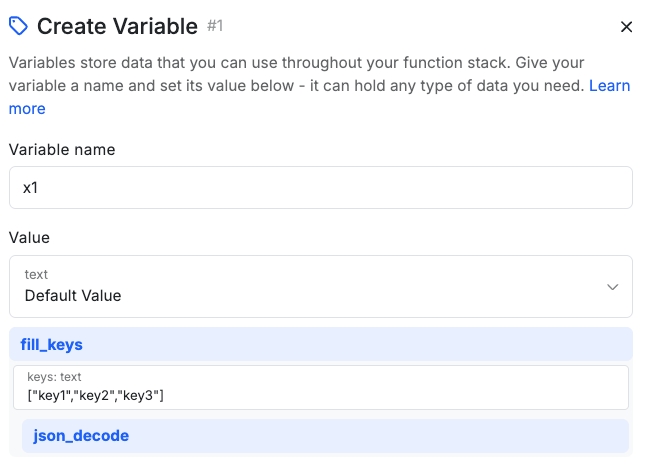 Create Variable #1
Variables store data that you can use throughout your function stack. Give your
variable a name and set its value below - it can hold any type of data you need. Learn
more
Variable name
x1
Value
text
Default Value
fill_keys
keys: text
["key1","key2","key3"]
json_decode